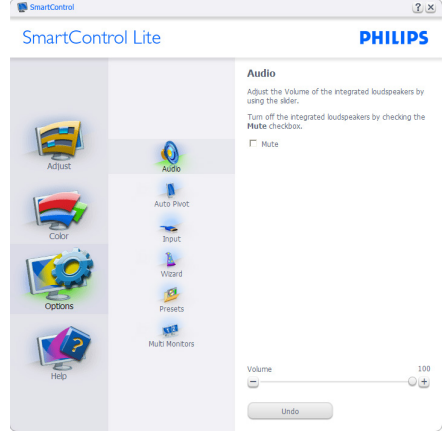 SmartControl
SmartControl Lite
PHILIPS
Adjust
Color
Options
Help
Audio
Auto Pivot
Input
Wizard
Presets
Multi Monitors
Audio
Adjust the Volume of the integrated loudspeakers by
using the slider.
Turn off the integrated loudspeakers by checking the
Mute checkbox.
Mute
Volume 100
Undo